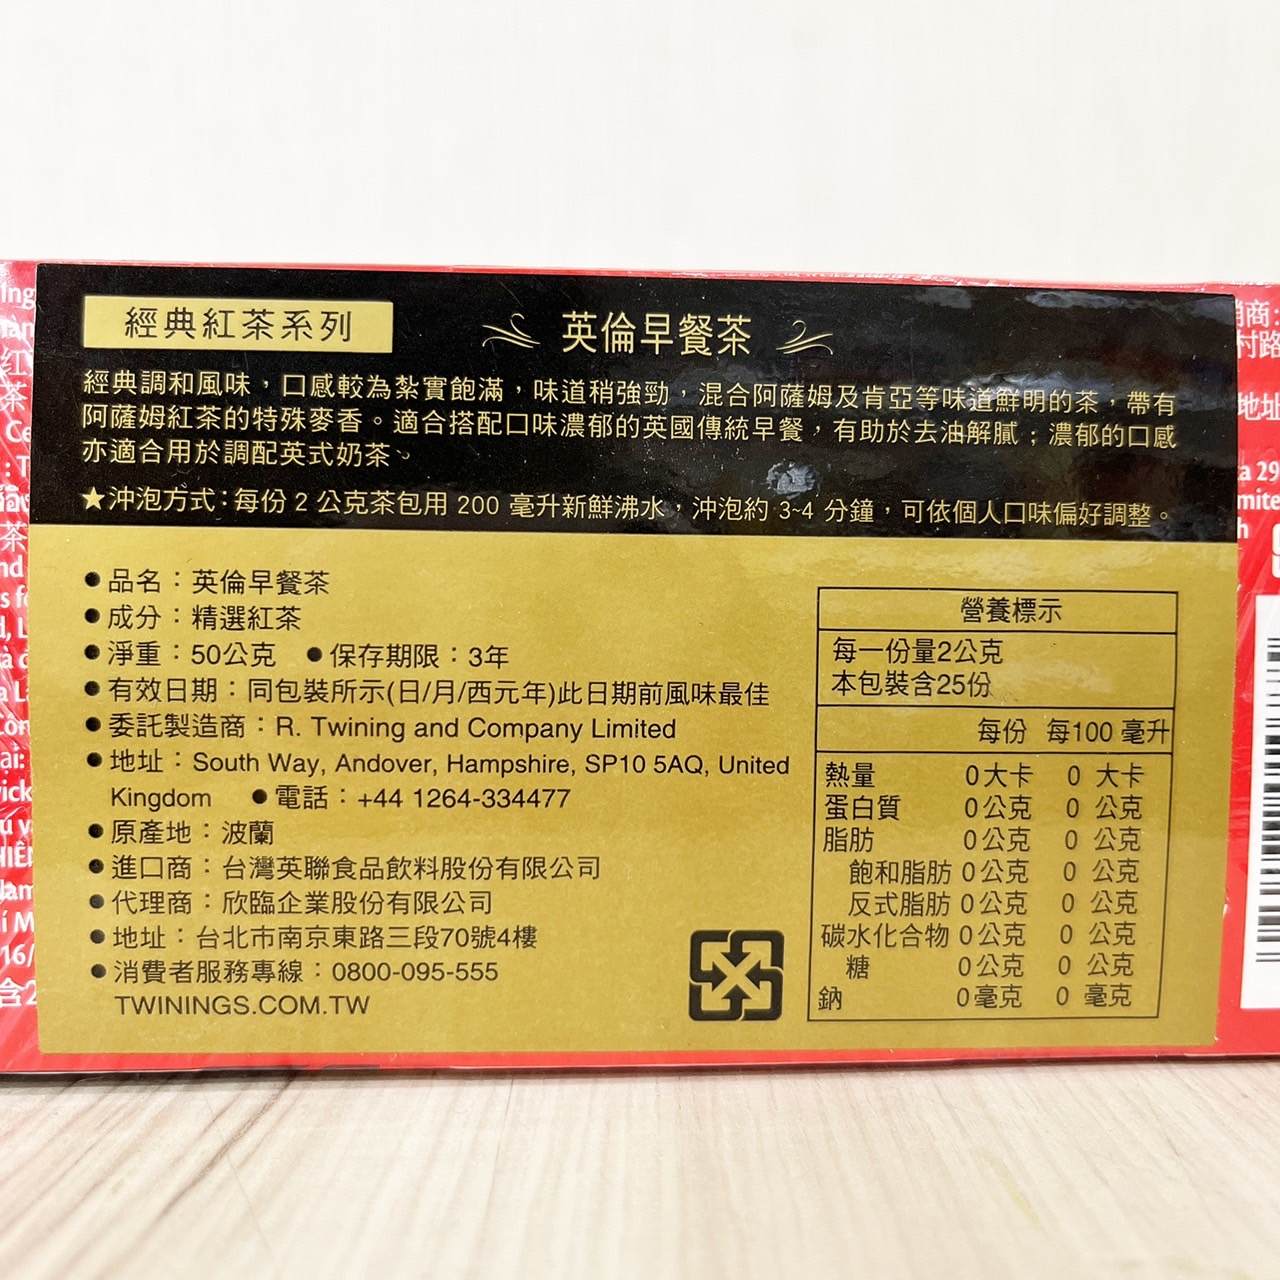 經典紅茶系列
英倫早餐茶
經典調和風味，口感較為紮實飽滿，味道稍強勁，混合阿薩姆及肯亞等味道鮮明的茶，帶有
阿薩姆紅茶的特殊麥香。適合搭配口味濃郁的英國傳統早餐，有助於去油解膩；濃郁的口感
亦適合用於調配英式奶茶。
★沖泡方式：每份 2 公克茶包用 200 毫升新鮮沸水，沖泡約 3~4 分鐘，可依個人口味偏好調整。
●品名：英倫早餐茶
●成分：精選紅茶
●淨重：50公克 ●保存期限：3年
●有效日期：同包裝所示(日/月/西元年)此日期前風味最佳
●委託製造商：R. Twining and Company Limited
●地址：South Way, Andover, Hampshire, SP10 5AQ, United
Kingdom ●電話：+44 1264-334477
●原產地：波蘭
●進口商：台灣英聯食品飲料股份有限公司
●代理商：欣臨企業股份有限公司
●地址：台北市南京東路三段70號4樓
●消費者服務專線：0800-095-555
TWININGS.COM.TW
營養標示
每一份量2公克
本包裝含25份
每份 每100 毫升
熱量 0大卡 0 大卡
蛋白質 0公克 0 公克
脂肪 0公克 0 公克
飽和脂肪 0公克 0 公克
反式脂肪 0公克 0 公克
碳水化合物 0公克 0 公克
糖 0公克 0 公克
鈉 0毫克 0 毫克
商:
村路
地址
a 29